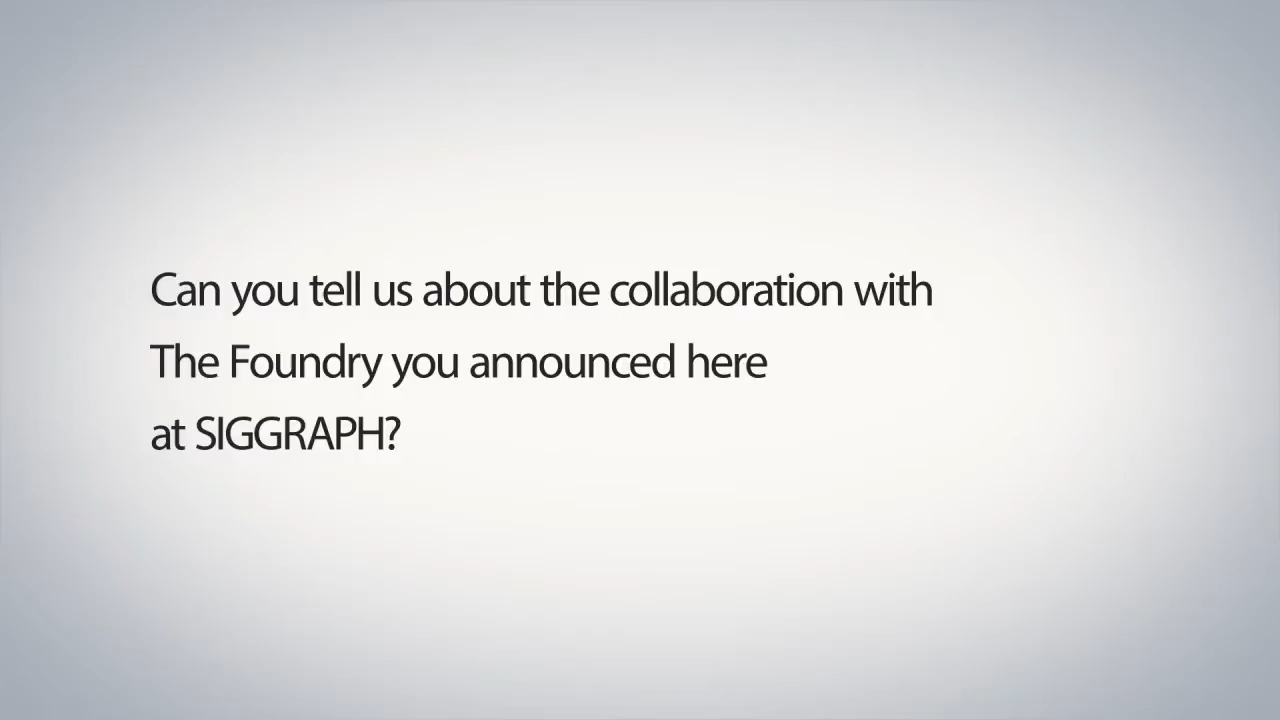 Can you tell us about the collaboration with
The Foundry you announced here
at SIGGRAPH?